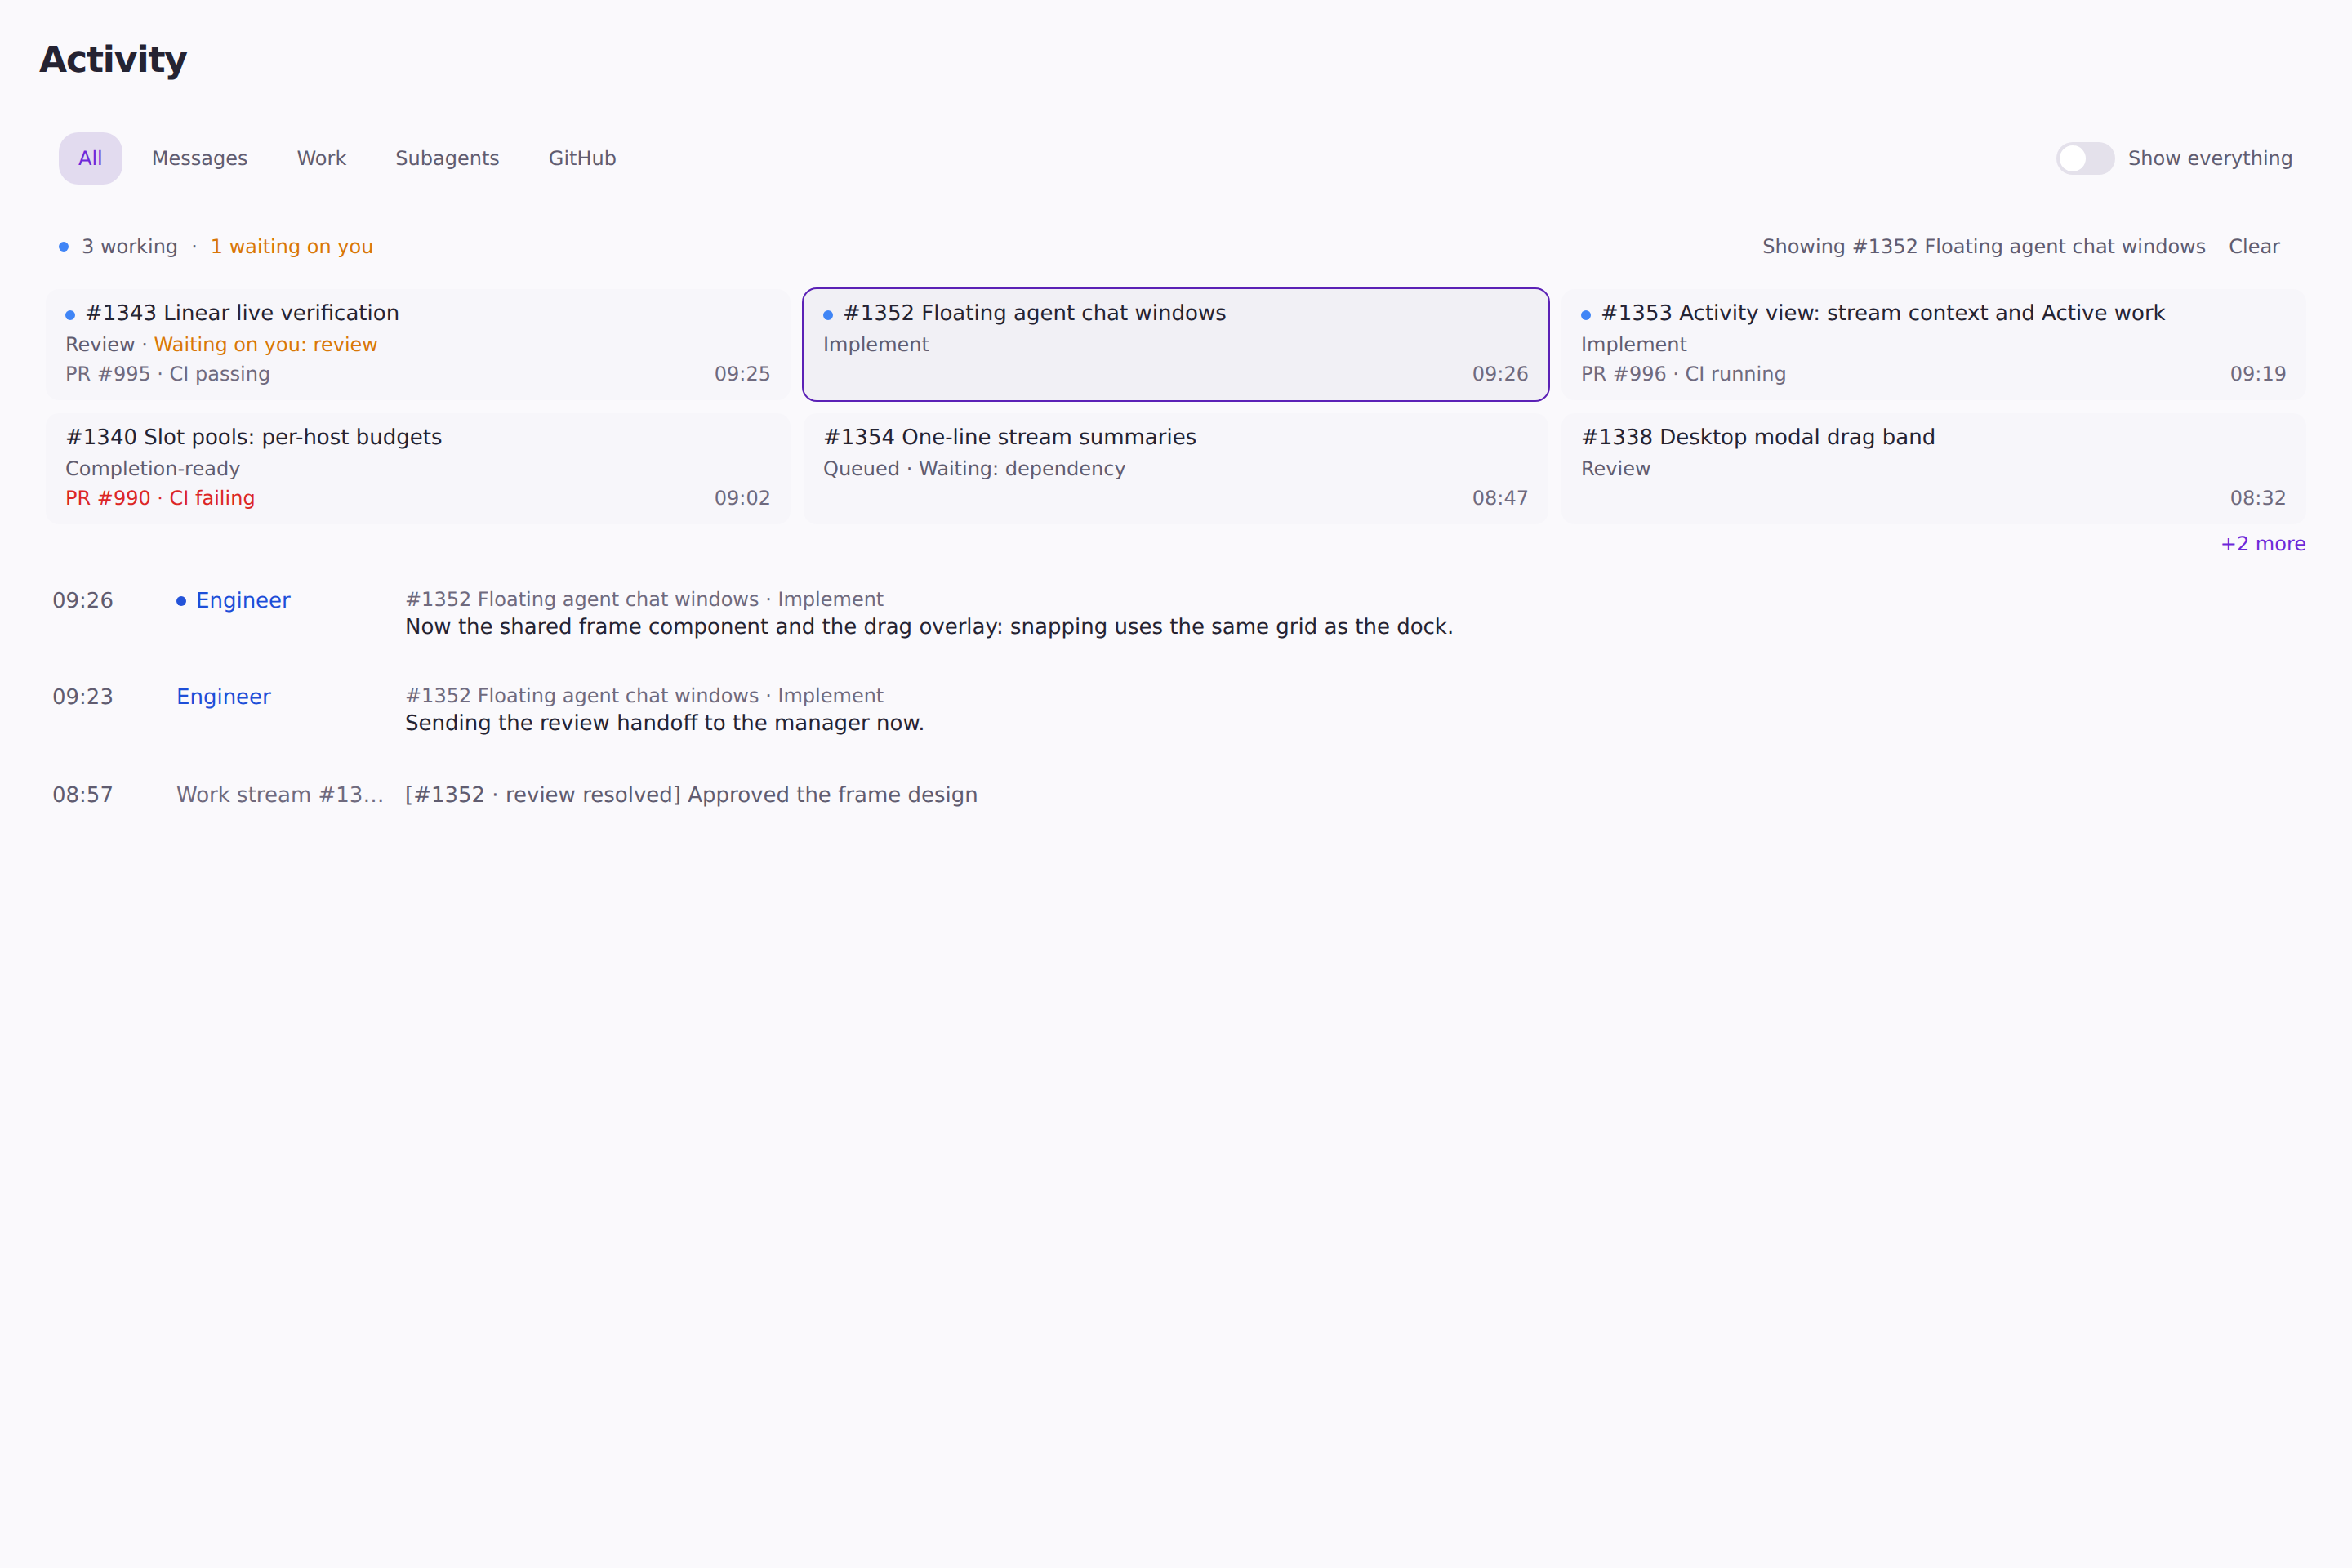 Activity
All Messages Work Subagents GitHub Show everything
3 working · 1 waiting on you Showing #1352 Floating agent chat windows Clear
#1343 Linear live verification
Review · Waiting on you: review
PR #995 · CI passing 09:25
#1352 Floating agent chat windows
Implement
09:26
#1353 Activity view: stream context and Active work
Implement
PR #996 · CI running 09:19
#1340 Slot pools: per-host budgets
Completion-ready
PR #990 · CI failing 09:02
#1354 One-line stream summaries
Queued · Waiting: dependency
08:47
#1338 Desktop modal drag band
Review
08:32
+2 more
09:26 Engineer #1352 Floating agent chat windows · Implement
Now the shared frame component and the drag overlay: snapping uses the same grid as the dock.
09:23 Engineer #1352 Floating agent chat windows · Implement
Sending the review handoff to the manager now.
08:57 Work stream #13… [#1352 · review resolved] Approved the frame design